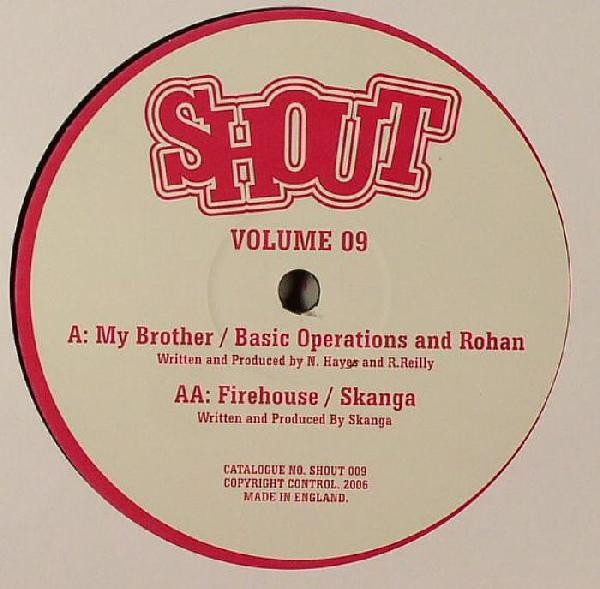 SHOUT
VOLUME 09
A: My Brother / Basic Operations and Rohan
Written and Produced by N. Hayes and R.Reilly
AA: Firehouse / Skanga
Written and Produced By Skanga
CATALOGUE NO. SHOUT 009
COPYRIGHT CONTROL. 2006
MADE IN ENGLAND.